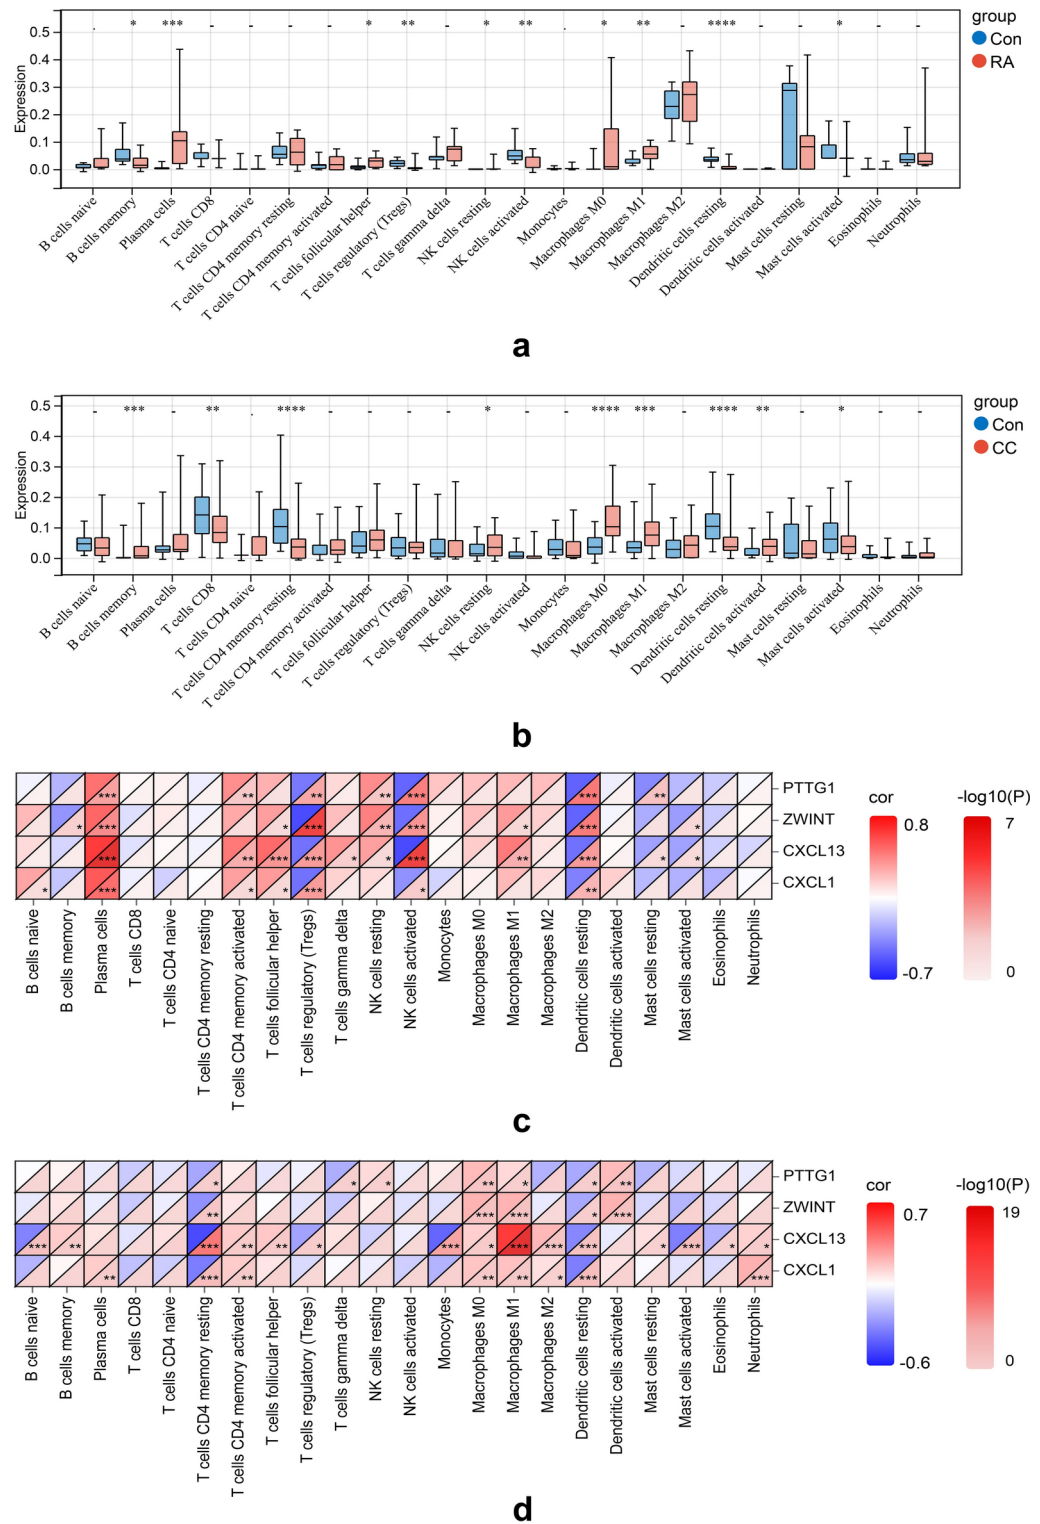 * *** - - - - * ** - * ** . * ** - **** - - * - -
group
Con
RA
Expression
0.5
0.4
0.3
0.2
0.1
0.0
B cells naive
B cells memory
Plasma cells
T cells CD8
T cells CD4 naive
T cells CD4 memory resting
T cells CD4 memory activated
T cells follicular helper
T cells regulatory (Tregs)
T cells gamma delta
NK cells resting
NK cells activated
Monocytes
Macrophages M0
Macrophages M1
Macrophages M2
Dendritic cells resting
Dendritic cells activated
Mast cells resting
Mast cells activated
Eosinophils
Neutrophils
a
- *** - ** . **** - - - - * - - **** *** - **** ** - * - -
group
Con
CC
Expression
0.5
0.4
0.3
0.2
0.1
0.0
B cells naive
B cells memory
Plasma cells
T cells CD8
T cells CD4 naive
T cells CD4 memory resting
T cells CD4 memory activated
T cells follicular helper
T cells regulatory (Tregs)
T cells gamma delta
NK cells resting
NK cells activated
Monocytes
Macrophages M0
Macrophages M1
Macrophages M2
Dendritic cells resting
Dendritic cells activated
Mast cells resting
Mast cells activated
Eosinophils
Neutrophils
b
*** ** ** ** *** *** ** PTTG1
* *** * *** ** *** * *** * ZWINT
*** ** *** *** * * *** ** *** * * CXCL13
* *** * * *** * ** CXCL1
cor
0.8
-0.7
-log10(P)
7
0
B cells naive
B cells memory
Plasma cells
T cells CD8
T cells CD4 naive
T cells CD4 memory resting
T cells CD4 memory activated
T cells follicular helper
T cells regulatory (Tregs)
T cells gamma delta
NK cells resting
NK cells activated
Monocytes
Macrophages M0
Macrophages M1
Macrophages M2
Dendritic cells resting
Dendritic cells activated
Mast cells resting
Mast cells activated
Eosinophils
Neutrophils
c
* * * ** * * ** PTTG1
** *** *** * *** ZWINT
*** ** *** ** ** * *** * *** *** *** * *** * * CXCL13
** *** ** ** ** * *** *** CXCL1
cor
0.7
-0.6
-log10(P)
19
0
B cells naive
B cells memory
Plasma cells
T cells CD8
T cells CD4 naive
T cells CD4 memory resting
T cells CD4 memory activated
T cells follicular helper
T cells regulatory (Tregs)
T cells gamma delta
NK cells resting
NK cells activated
Monocytes
Macrophages M0
Macrophages M1
Macrophages M2
Dendritic cells resting
Dendritic cells activated
Mast cells resting
Mast cells activated
Eosinophils
Neutrophils
d